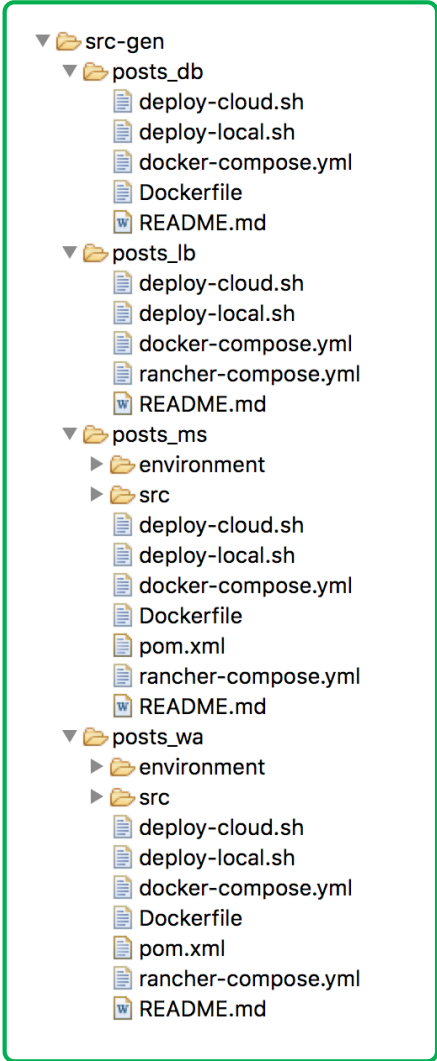 src-gen
posts_db
deploy-cloud.sh
deploy-local.sh
docker-compose.yml
Dockerfile
README.md
posts_lb
deploy-cloud.sh
deploy-local.sh
docker-compose.yml
rancher-compose.yml
README.md
posts_ms
environment
src
deploy-cloud.sh
deploy-local.sh
docker-compose.yml
Dockerfile
pom.xml
rancher-compose.yml
README.md
posts_wa
environment
src
deploy-cloud.sh
deploy-local.sh
docker-compose.yml
Dockerfile
pom.xml
rancher-compose.yml
README.md